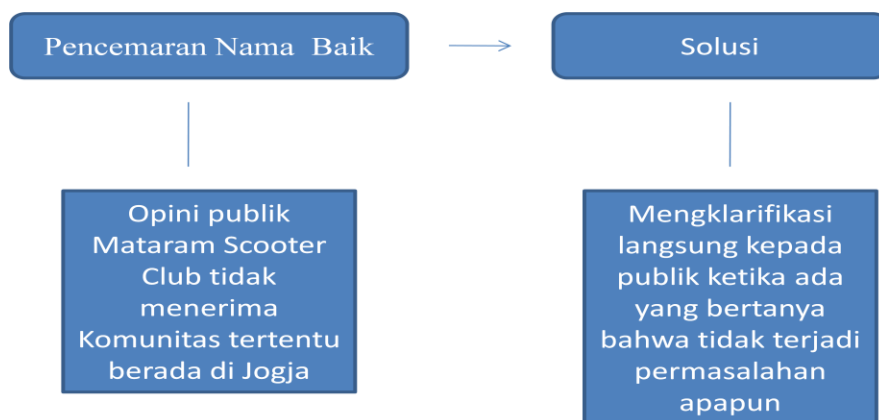 Pencemaran Nama Baik
Solusi
Opini publik
Mataram Scooter
Club tidak
menerima
Komunitas tertentu
berada di Jogja
Mengklarifikasi
langsung kepada
publik ketika ada
yang bertanya
bahwa tidak terjadi
permasalahan
apapun